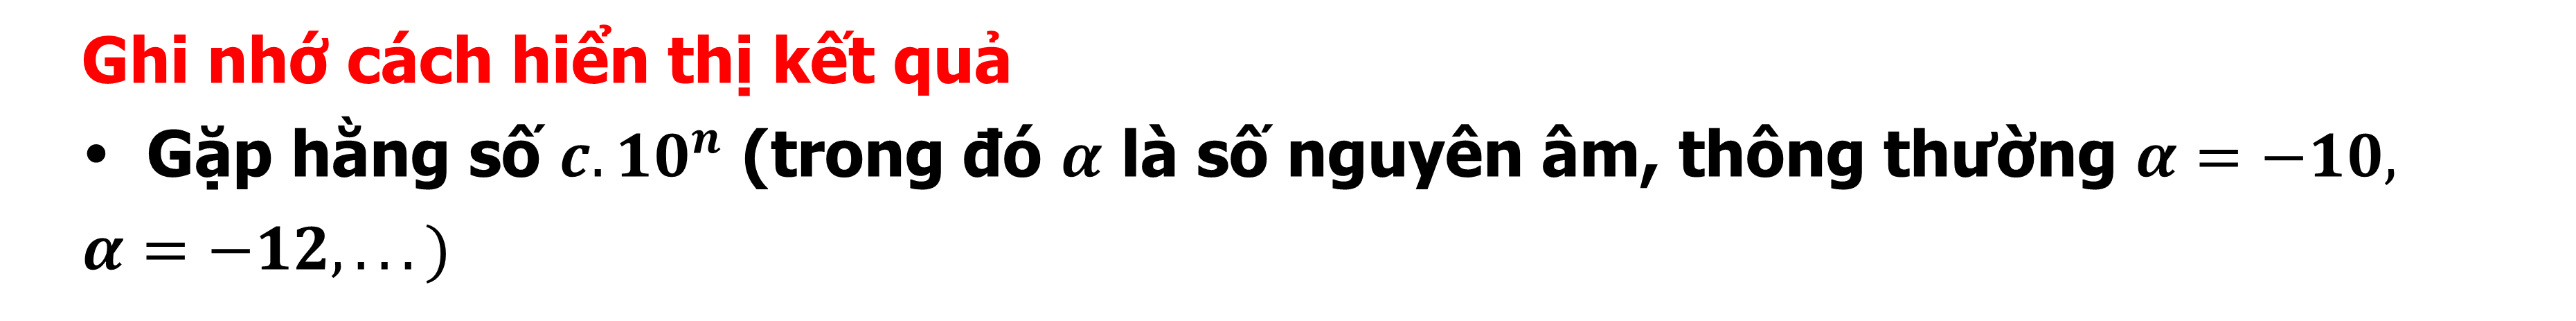 Ghi nhớ cách hiển thị kết quả
• Gặp hằng số c.10ⁿ (trong đó α là số nguyên âm, thông thường α = −10,
α = −12,...)